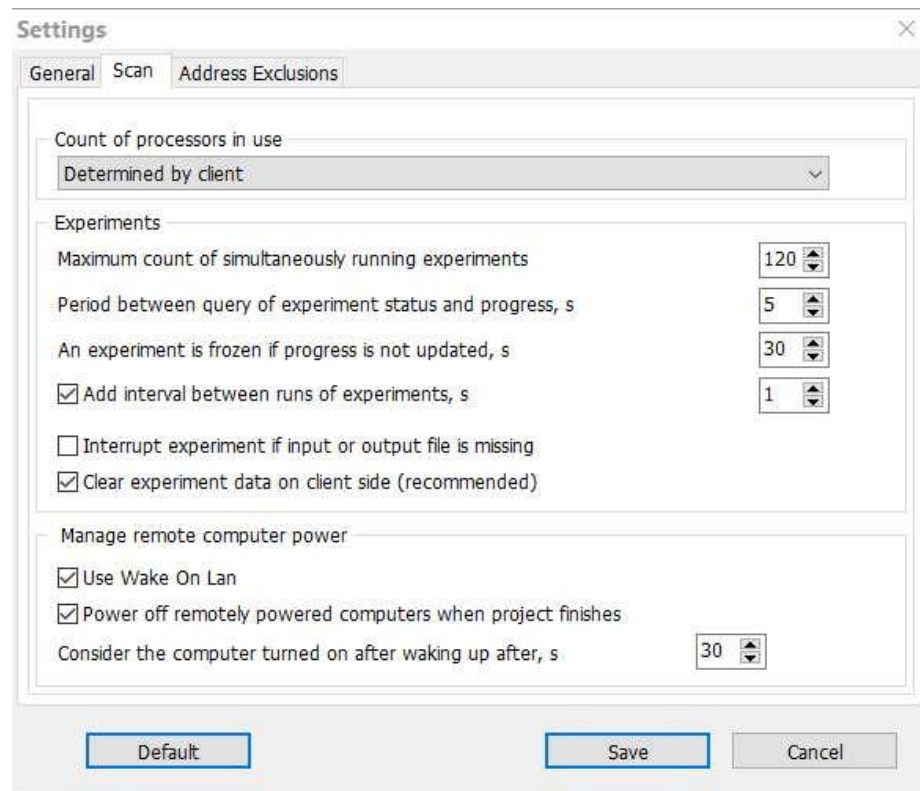 Settings
General Scan Address Exclusions
Count of processors in use
Determined by client
Experiments
Maximum count of simultaneously running experiments 120
Period between query of experiment status and progress, s 5
An experiment is frozen if progress is not updated, s 30
Add interval between runs of experiments, s 1
Interrupt experiment if input or output file is missing
Clear experiment data on client side (recommended)
Manage remote computer power
Use Wake On Lan
Power off remotely powered computers when project finishes
Consider the computer turned on after waking up after, s 30
Default Save Cancel